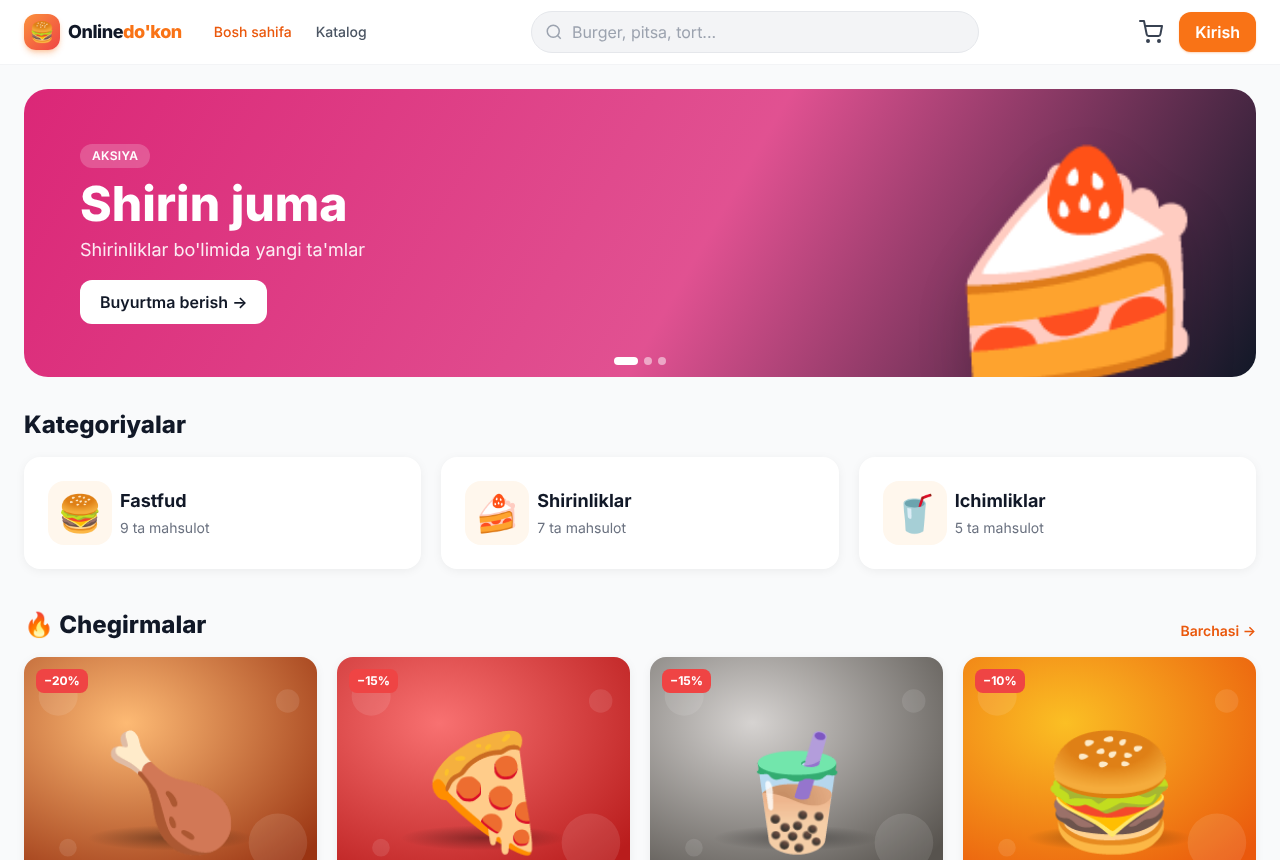 Onlinedo'kon
Bosh sahifa
Katalog
Burger, pitsa, tort...
Kirish
AKSIYA
Shirin juma
Shirinliklar bo'limida yangi ta'mlar
Buyurtma berish →
Kategoriyalar
Fastfud
9 ta mahsulot
Shirinliklar
7 ta mahsulot
Ichimliklar
5 ta mahsulot
🔥 Chegirmalar
Barchasi →
−20%
−15%
−15%
−10%